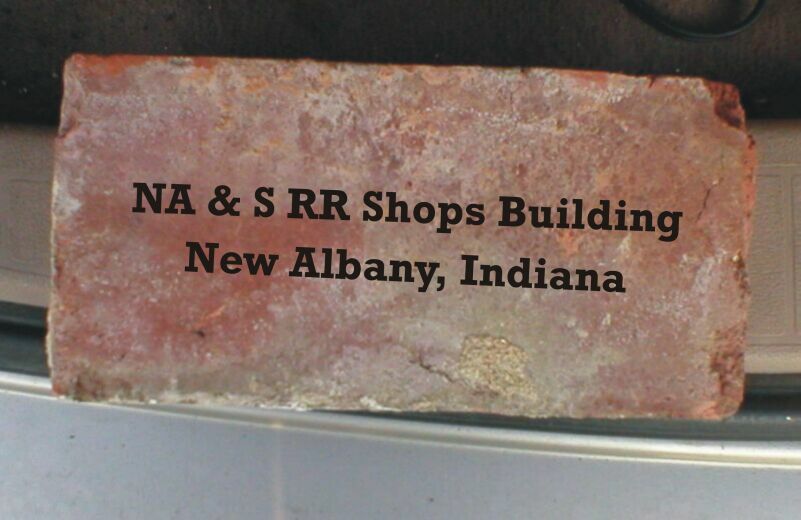 NA & S RR Shops Building
New Albany, Indiana